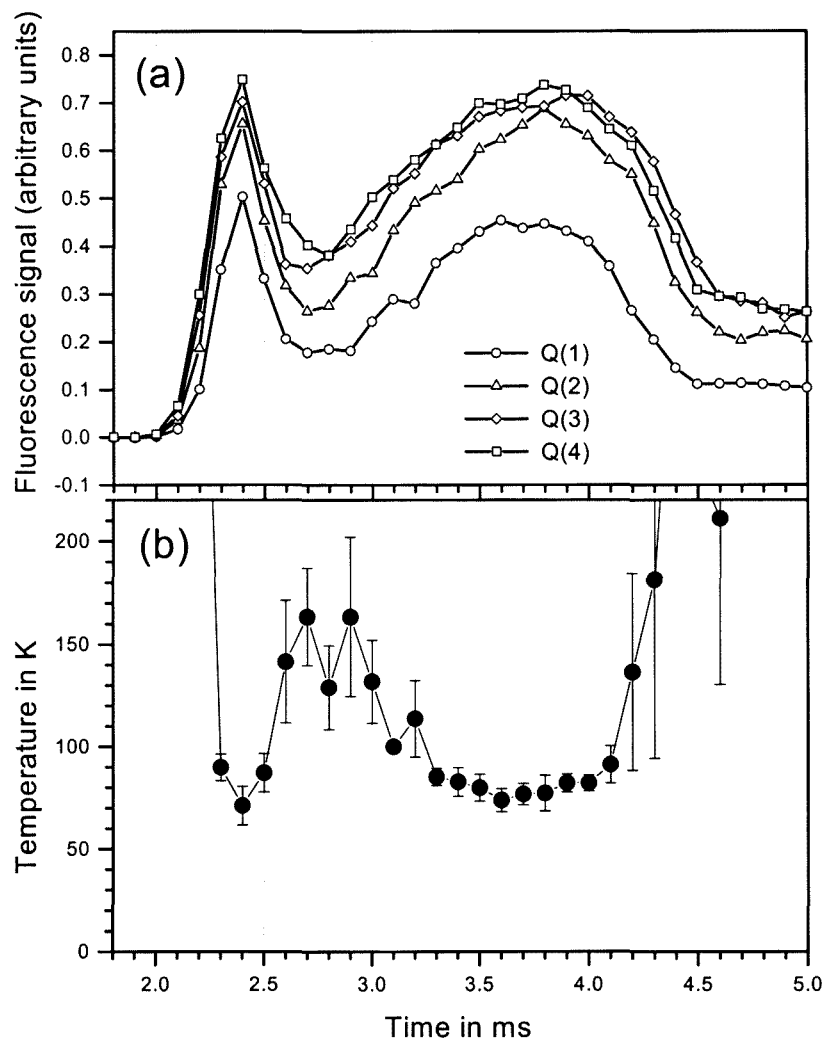 Fluorescence signal (arbitrary units)
0.8
0.7
0.6
0.5
0.4
0.3
0.2
0.1
0.0
-0.1
(a)
Q(1)
Q(2)
Q(3)
Q(4)
Temperature in K
200
150
100
50
0
(b)
2.0 2.5 3.0 3.5 4.0 4.5 5.0
Time in ms